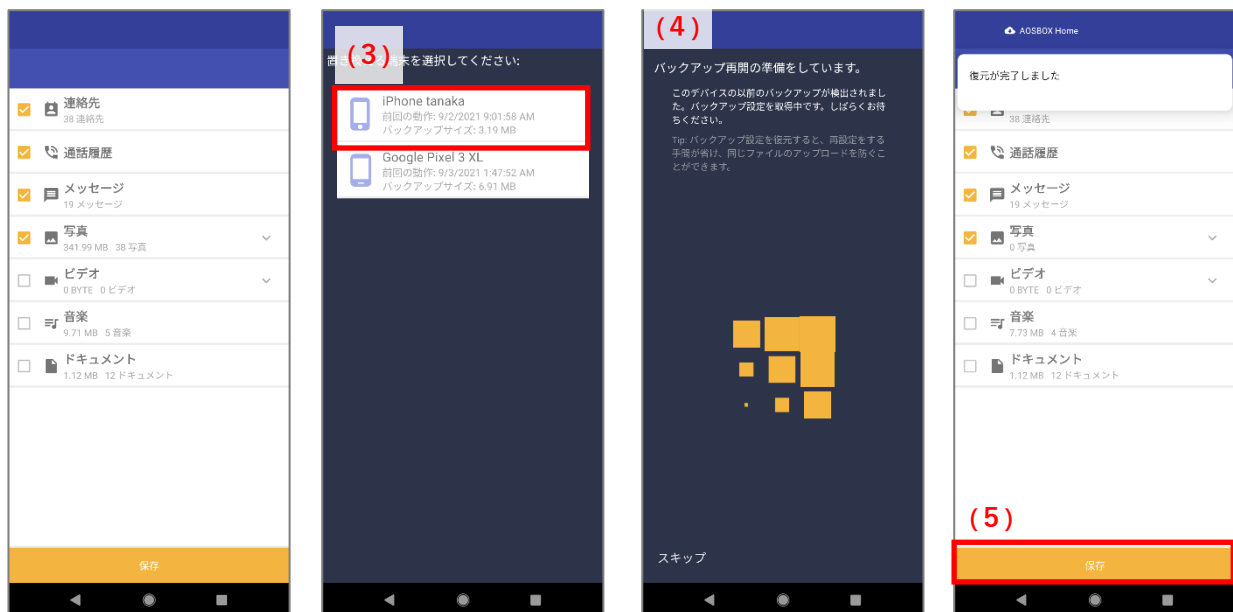 連絡先
38 連絡先
通話履歴
メッセージ
19 メッセージ
写真
341.99 MB 38 写真
ビデオ
0 BYTE 0 ビデオ
音楽
9.71 MB 5 音楽
ドキュメント
1.12 MB 12 ドキュメント
保存
(3)
末を選択してください:
iPhone tanaka
前回の動作: 9/2/2021 9:01:58 AM
バックアップサイズ: 3.19 MB
Google Pixel 3 XL
前回の動作: 9/3/2021 1:47:52 AM
バックアップサイズ: 6.91 MB
(4)
バックアップ再開の準備をしています。
このデバイスの以前のバックアップが検出されまし
た。バックアップ設定を取得中です。しばらくお待
ちください。
Tip: バックアップ設定を復元すると、再設定をする
手間が省け、同じファイルのアップロードを防ぐこ
とができます。
スキップ
AOSBOX Home
復元が完了しました
38 連絡先
通話履歴
メッセージ
19 メッセージ
写真
0 写真
ビデオ
0 BYTE 0 ビデオ
音楽
7.73 MB 4 音楽
ドキュメント
1.12 MB 12 ドキュメント
(5)
保存